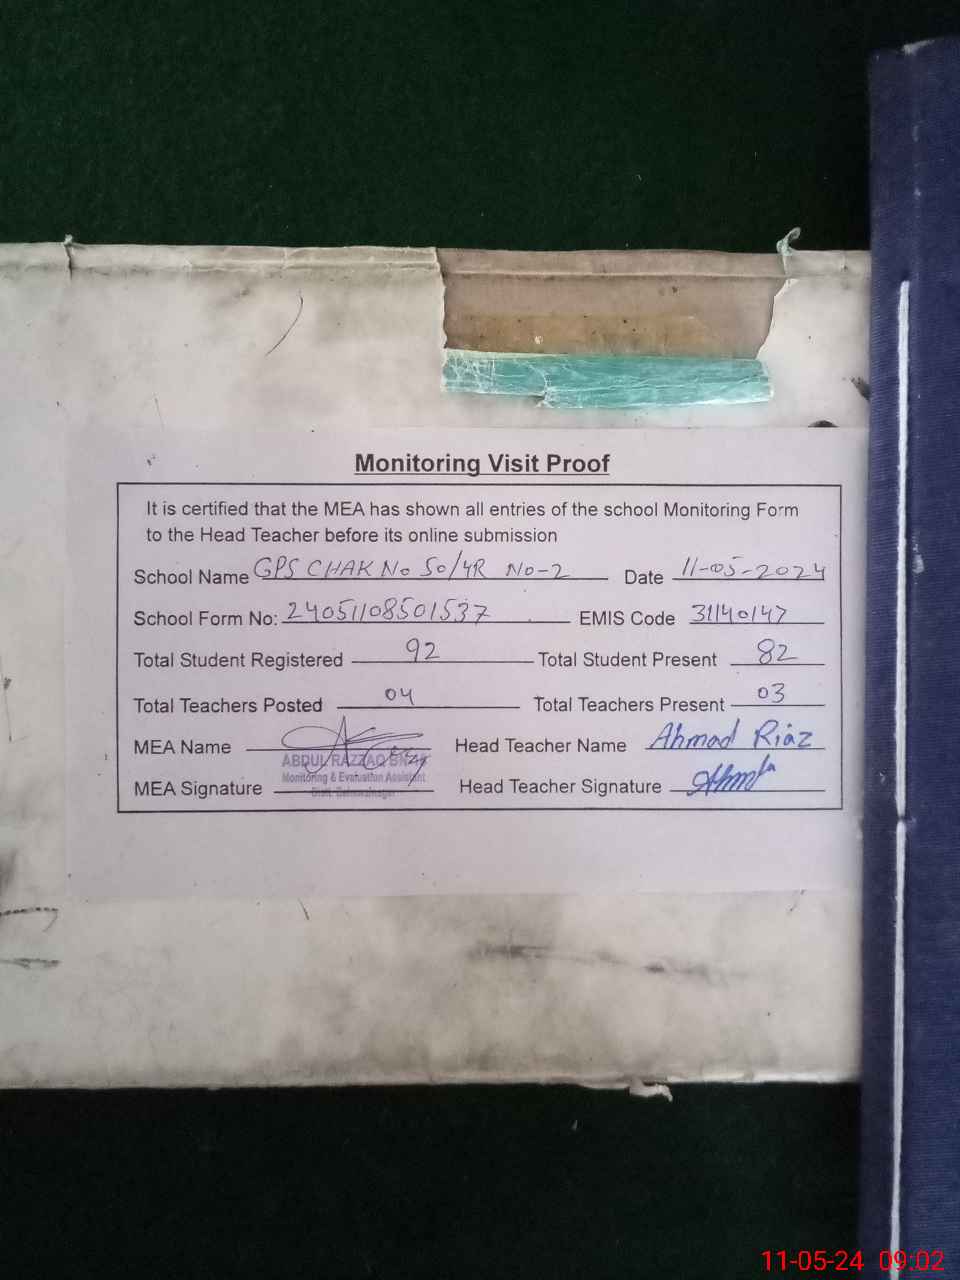 Monitoring Visit Proof
It is certified that the MEA has shown all entries of the school Monitoring Form
to the Head Teacher before its online submission
School Name GPS CHAK No 50/4R No-2 Date 11-05-2024
School Form No: 24051108501537 EMIS Code 31140147
Total Student Registered 92 Total Student Present 82
Total Teachers Posted 04 Total Teachers Present 03
MEA Name Head Teacher Name Ahmad Riaz
ABDUL RAZZAQ
Monitoring & Evaluation Assistant
MEA Signature Head Teacher Signature
11-05-24 09:02